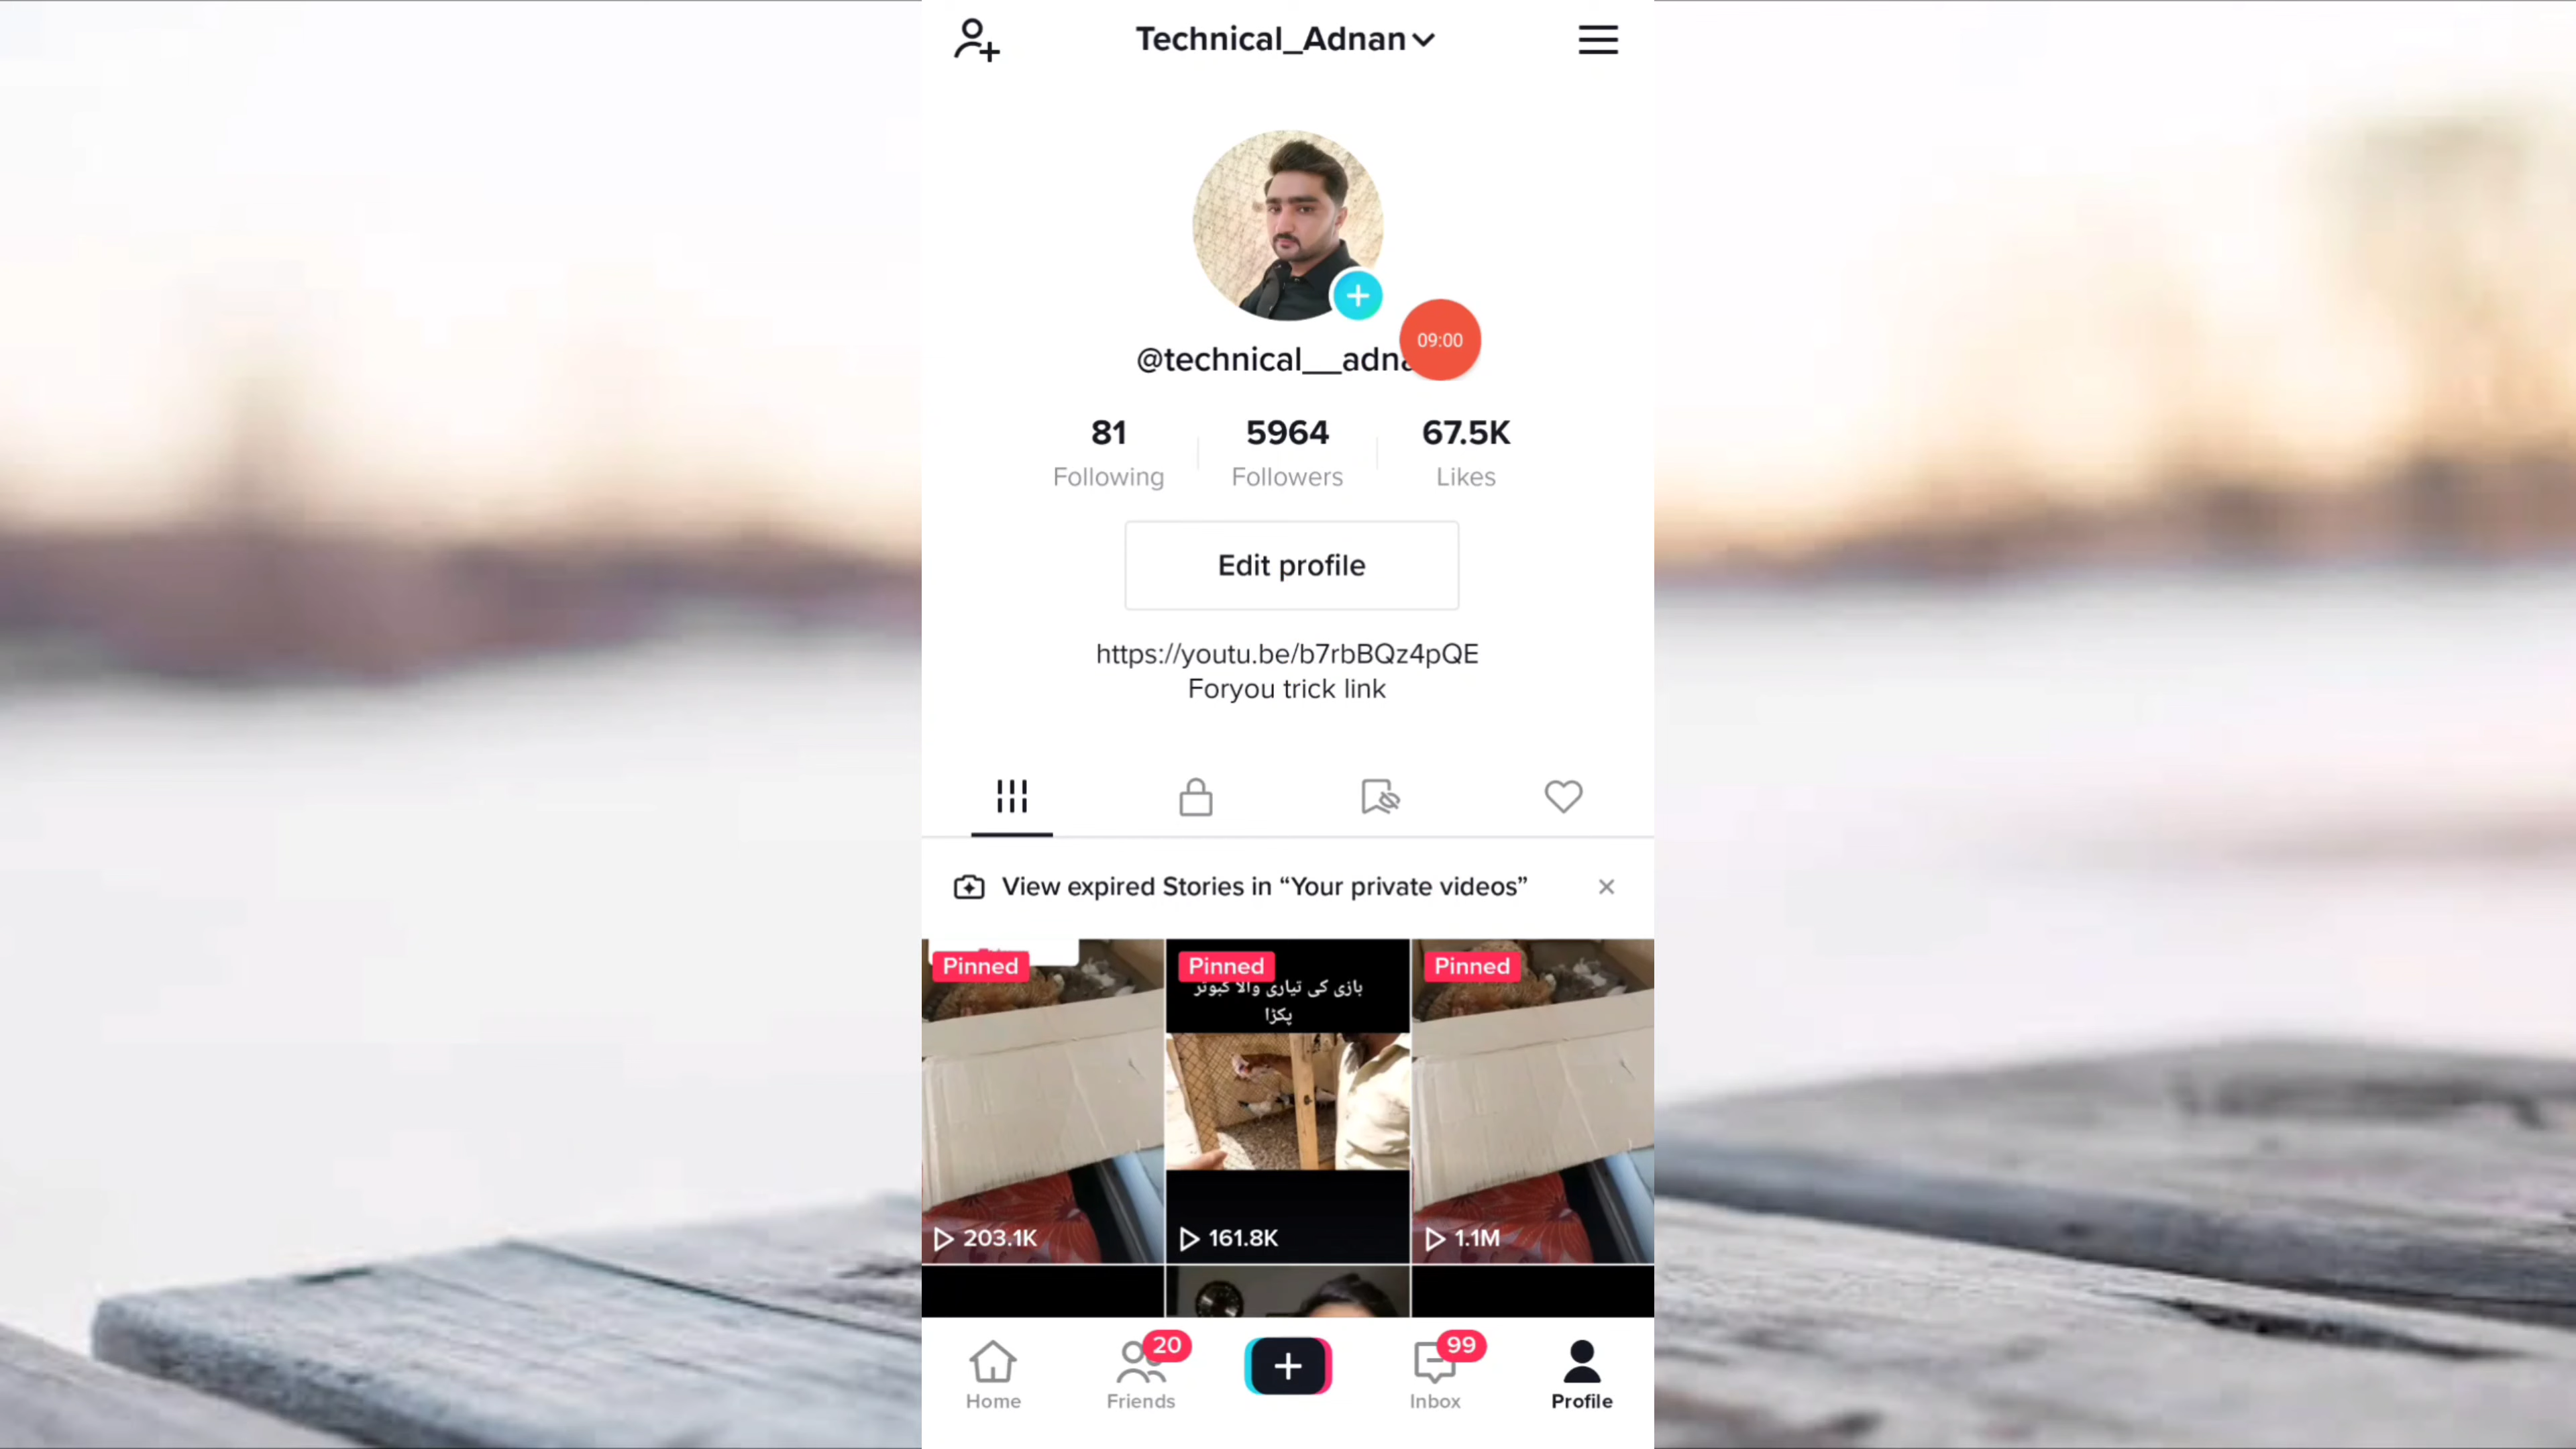 Technical_Adnan
09:00
@technical__adna
81
Following
5964
Followers
67.5K
Likes
Edit profile
https://youtu.be/b7rbBQz4pQE
Foryou trick link
View expired Stories in “Your private videos”
Pinned
Pinned
Pinned
بازی کی تیاری والا کبوتر
پکڑا
203.1K
161.8K
1.1M
20
99
Home
Friends
Inbox
Profile